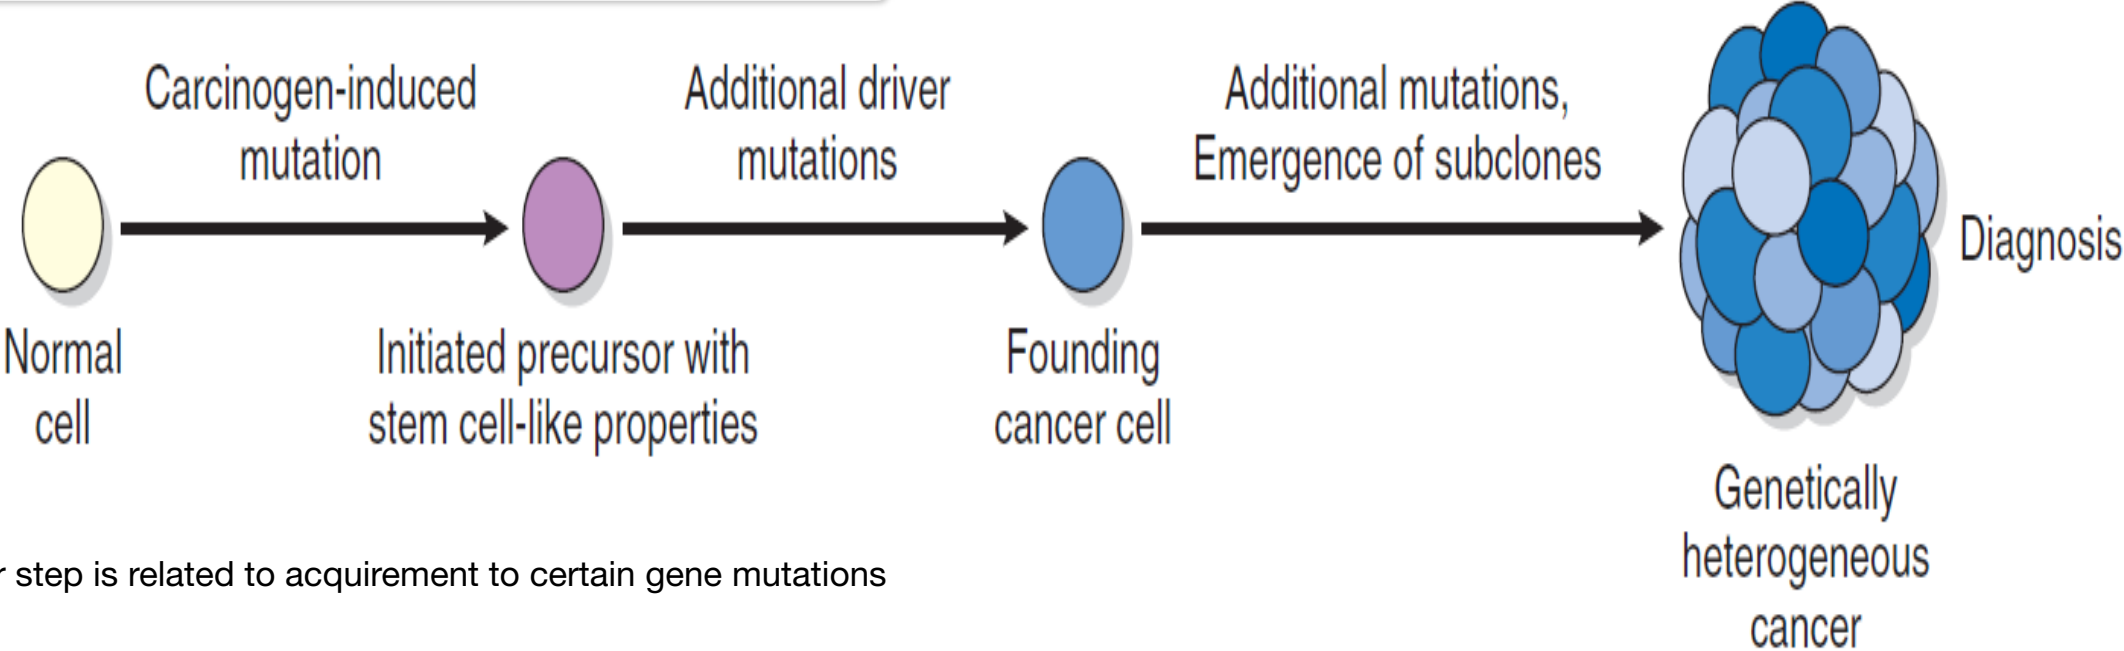 Carcinogen-induced
mutation
Additional driver
mutations
Additional mutations,
Emergence of subclones
Normal
cell
Initiated precursor with
stem cell-like properties
Founding
cancer cell
Diagnosis
Genetically
heterogeneous
cancer
step is related to acquirement to certain gene mutations